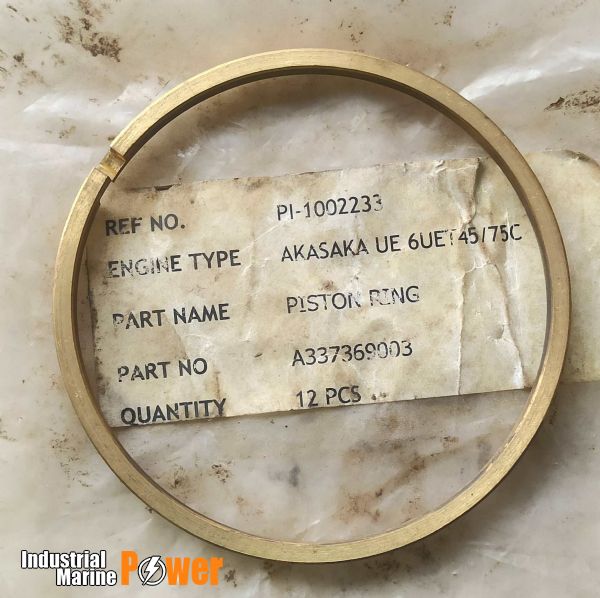 REF NO. PI-1002233
ENGINE TYPE AKASAKA UE 6UET45/75C
PART NAME PISTON RING
PART NO A337369003
QUANTITY 12 PCS
Industrial
Marine Power